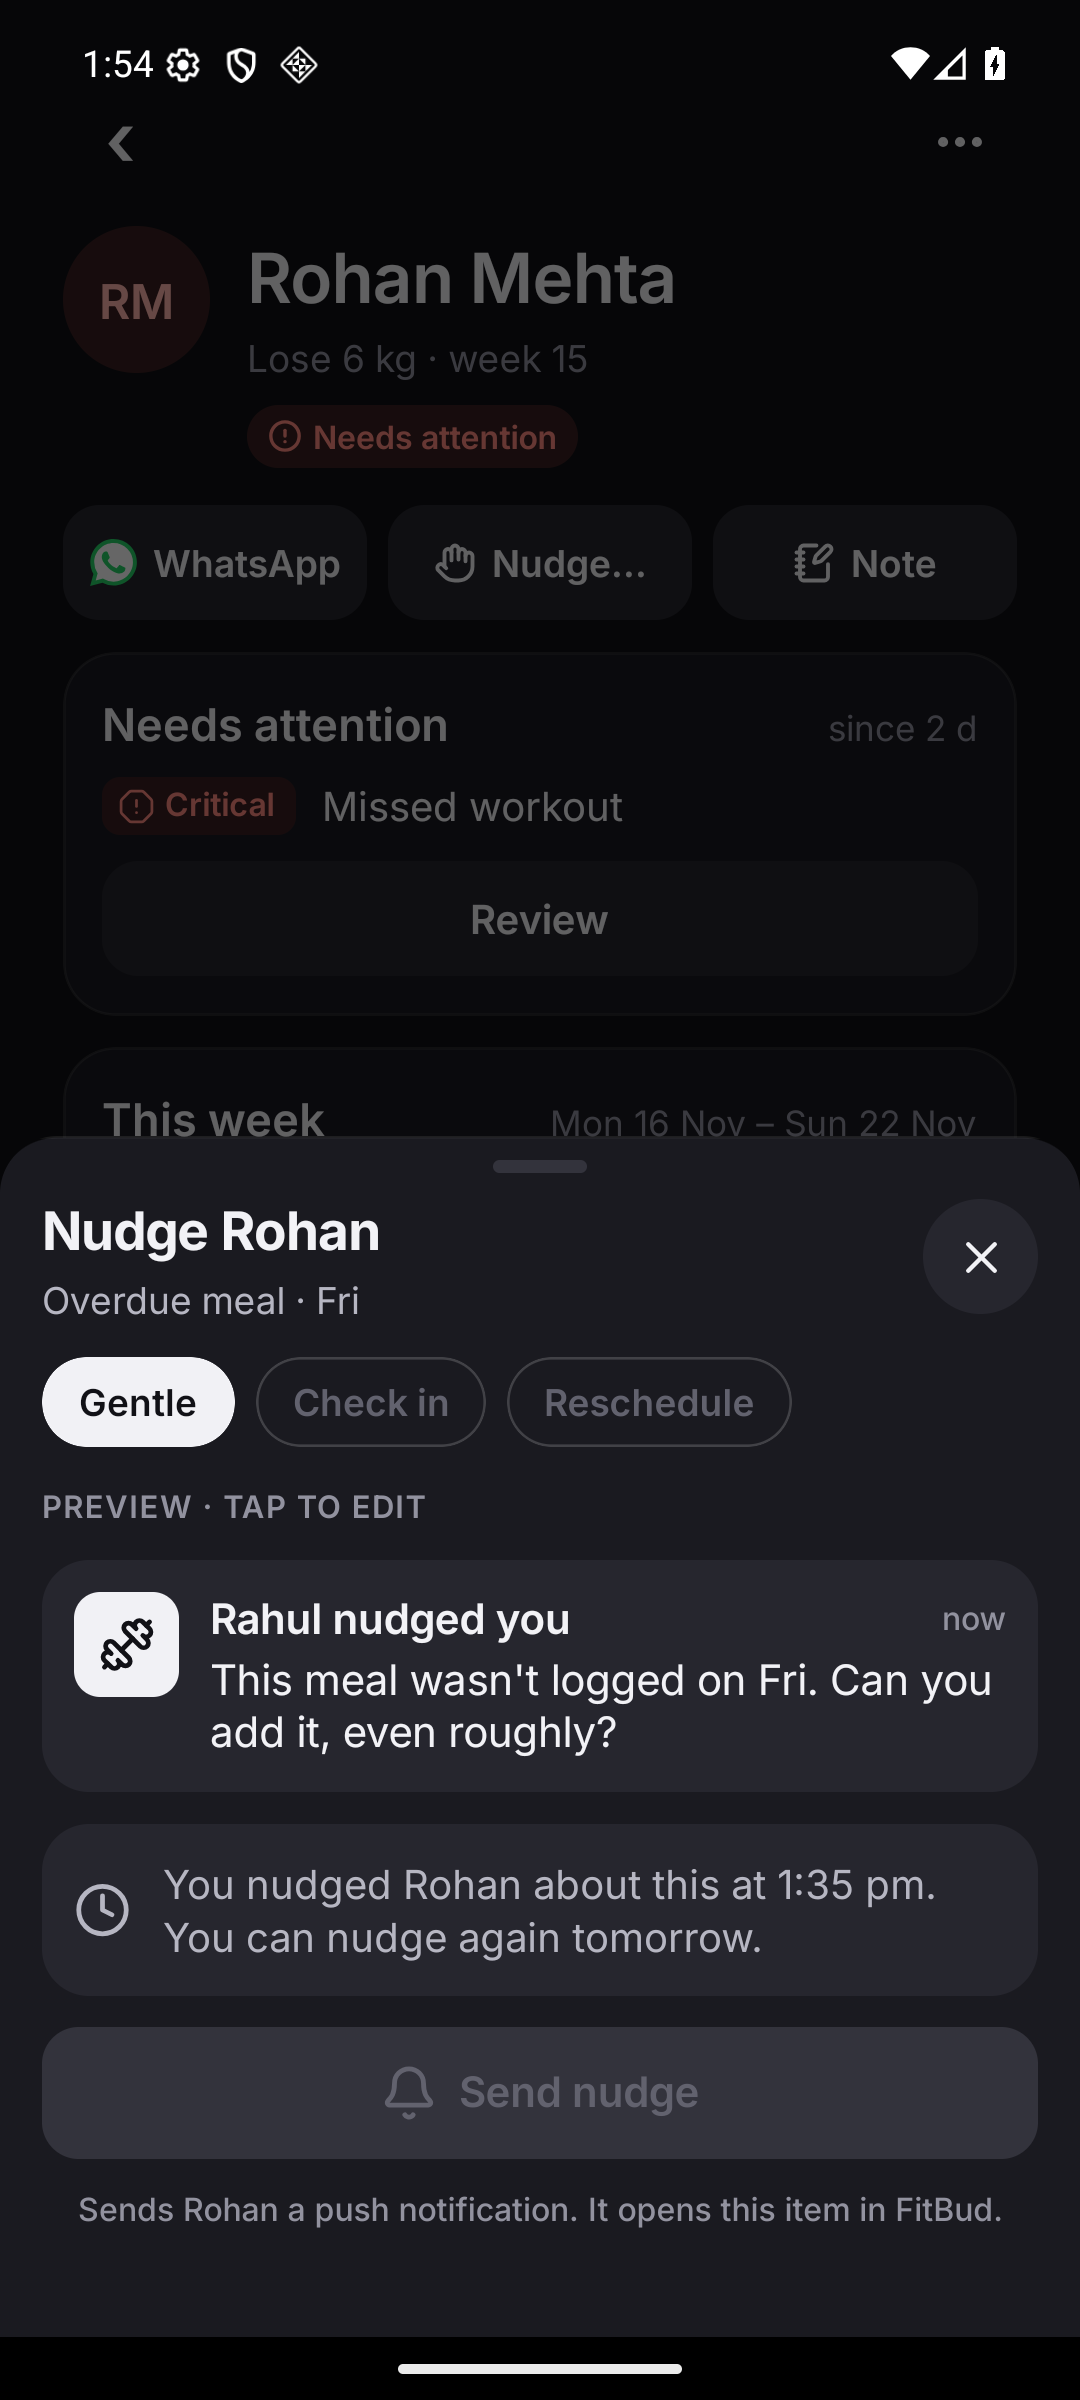 1:54
RM
Rohan Mehta
Lose 6 kg · week 15
Needs attention
WhatsApp
Nudge...
Note
Needs attention
since 2 d
Critical
Missed workout
Review
This week
Mon 16 Nov – Sun 22 Nov
Nudge Rohan
Overdue meal · Fri
Gentle
Check in
Reschedule
PREVIEW · TAP TO EDIT
Rahul nudged you
now
This meal wasn't logged on Fri. Can you
add it, even roughly?
You nudged Rohan about this at 1:35 pm.
You can nudge again tomorrow.
Send nudge
Sends Rohan a push notification. It opens this item in FitBud.